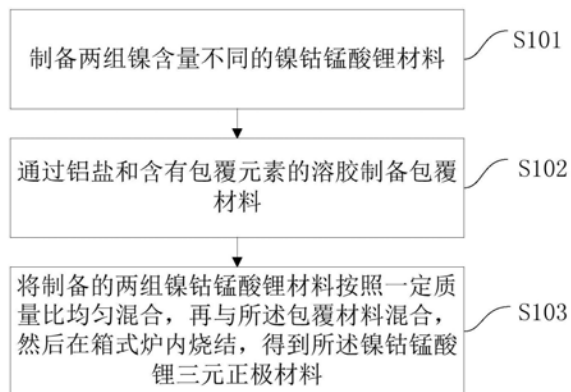 制备两组镍含量不同的镍钴锰酸锂材料
S101
通过铝盐和含有包覆元素的溶胶制备包覆
材料
S102
将制备的两组镍钴锰酸锂材料按照一定质
量比均匀混合，再与所述包覆材料混合，
然后在箱式炉内烧结，得到所述镍钴锰酸
锂三元正极材料
S103